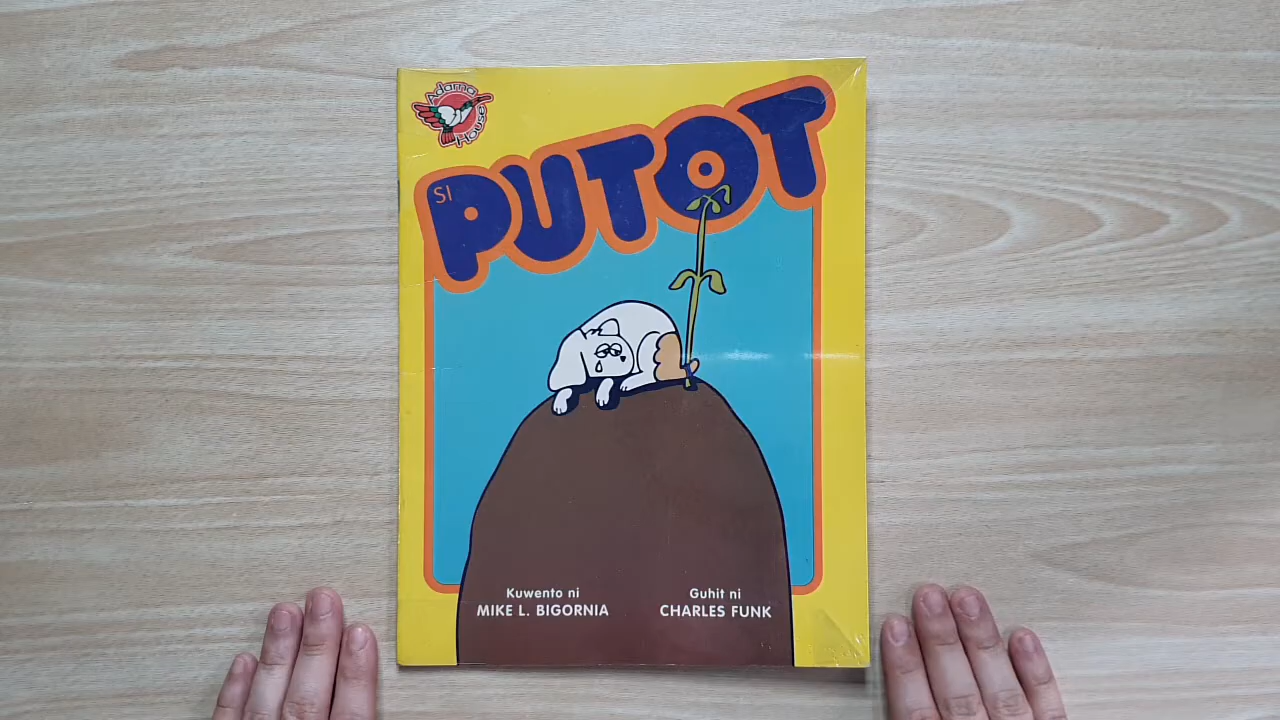 Adarna
House
SI
PUTOT
Kuwento ni
MIKE L. BIGORNIA
Guhit ni
CHARLES FUNK